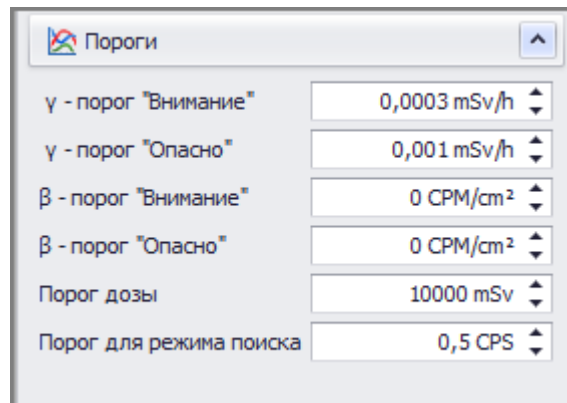 Пороги
γ - порог "Внимание" 0,0003 mSv/h
γ - порог "Опасно" 0,001 mSv/h
β - порог "Внимание" 0 CPM/cm²
β - порог "Опасно" 0 CPM/cm²
Порог дозы 10000 mSv
Порог для режима поиска 0,5 CPS